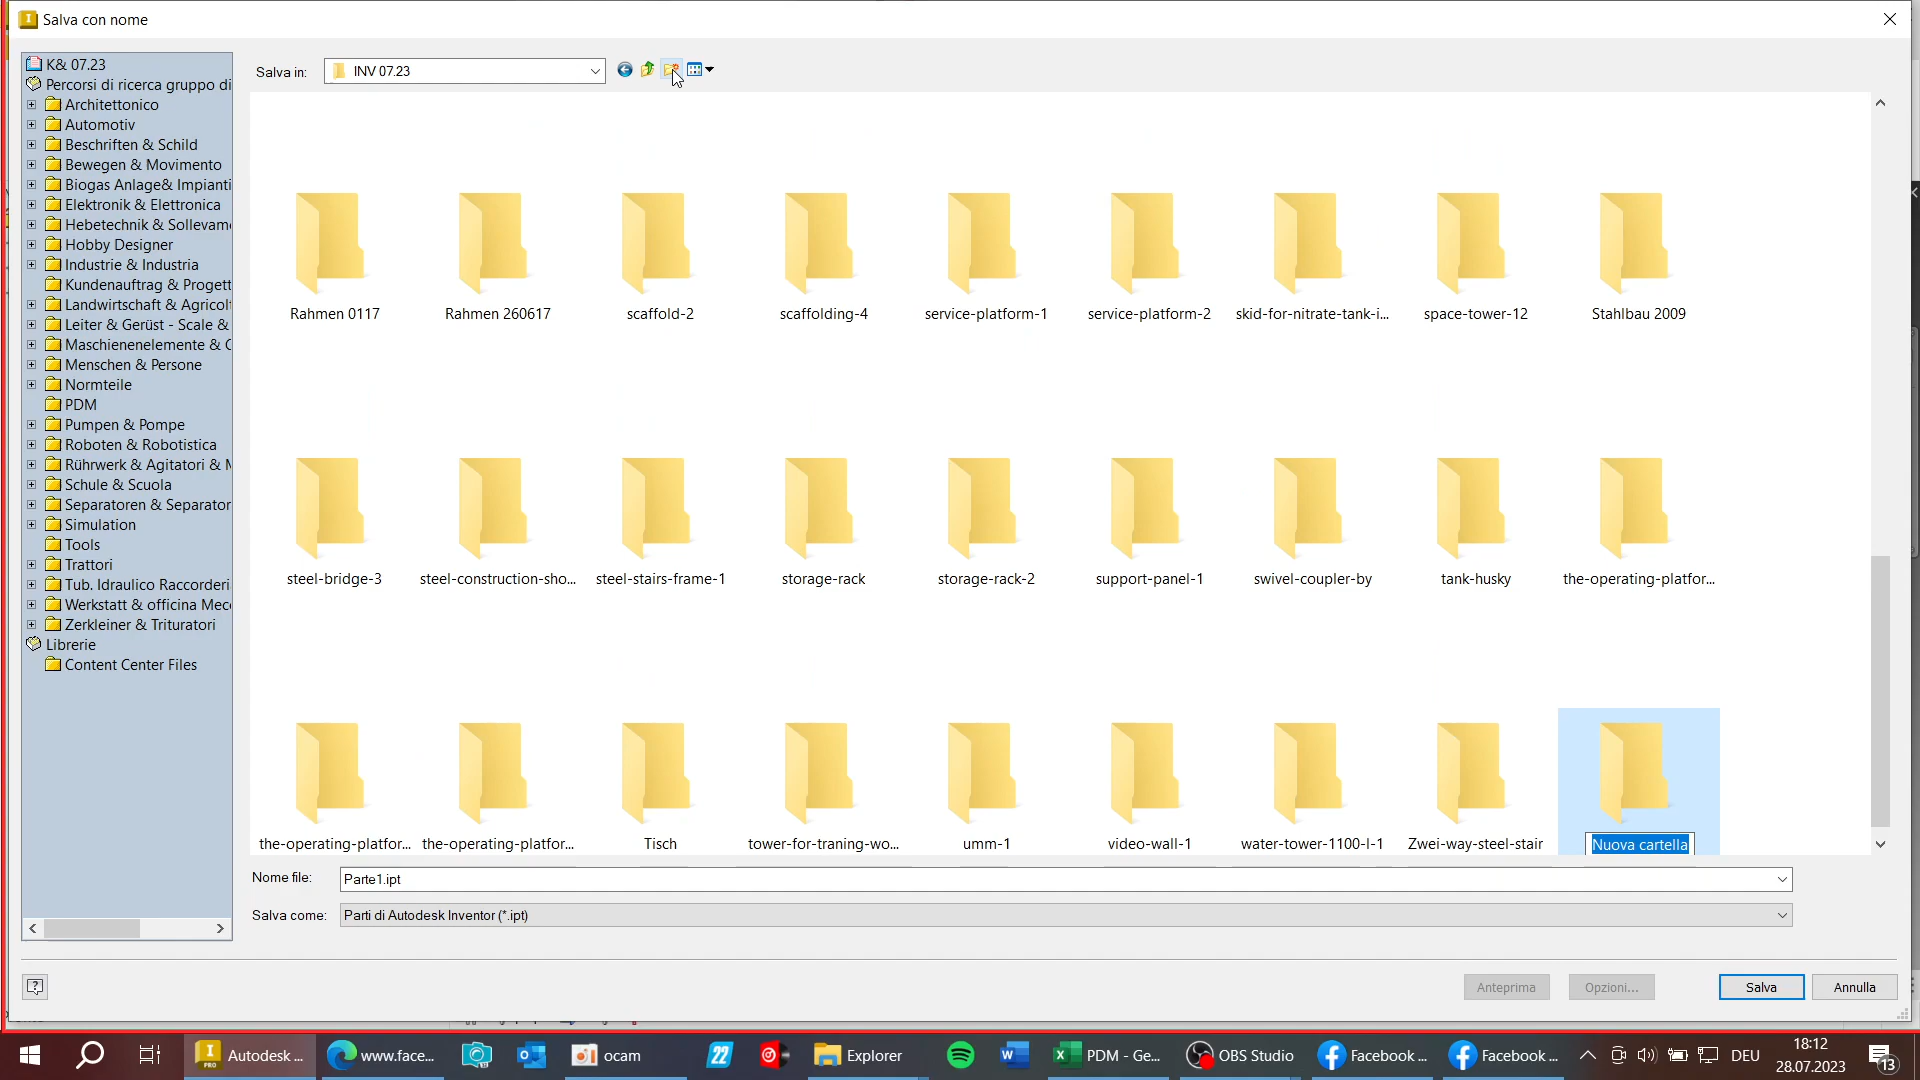 Salva con nome
K& 07.23
Percorsi di ricerca gruppo di
Architettonico
Automotiv
Beschriften & Schild
Bewegen & Movimento
Biogas Anlage& Impianti
Elektronik & Elettronica
Hebetechnik & Solleva
Hobby Designer
Industrie & Industria
Kundenauftrag & Progett
Landwirtschaft & Agricol
Leiter & Gerüst - Scale &
Maschienenelemente &
Menschen & Persone
Normteile
PDM
Pumpen & Pompe
Roboten & Robotistica
Rührwerk & Agitatori &
Schule & Scuola
Separatoren & Separator
Simulation
Tools
Trattori
Tub. Idraulico Raccorderi
Werkstatt & officina Mec
Zerkleiner & Trituratori
Librerie
Content Center Files
Salva in: INV 07.23
Rahmen 0117 Rahmen 260617 scaffold-2 scaffolding-4 service-platform-1 service-platform-2 skid-for-nitrate-tank-i... space-tower-12 Stahlbau 2009
steel-bridge-3 steel-construction-sho... steel-stairs-frame-1 storage-rack storage-rack-2 support-panel-1 swivel-coupler-by tank-husky the-operating-platfor...
the-operating-platfor... the-operating-platfor... Tisch tower-for-traning-wo... umm-1 video-wall-1 water-tower-1100-l-1 Zwei-way-steel-stair Nuova cartella
Nome file: Parte1.ipt
Salva come: Parti di Autodesk Inventor (*.ipt)
Anteprima Opzioni... Salva Annulla
Autodesk ... www.face... ocam 22 Explorer PDM - Ge... OBS Studio Facebook ... Facebook ... DEU 18:12
28.07.2023
13